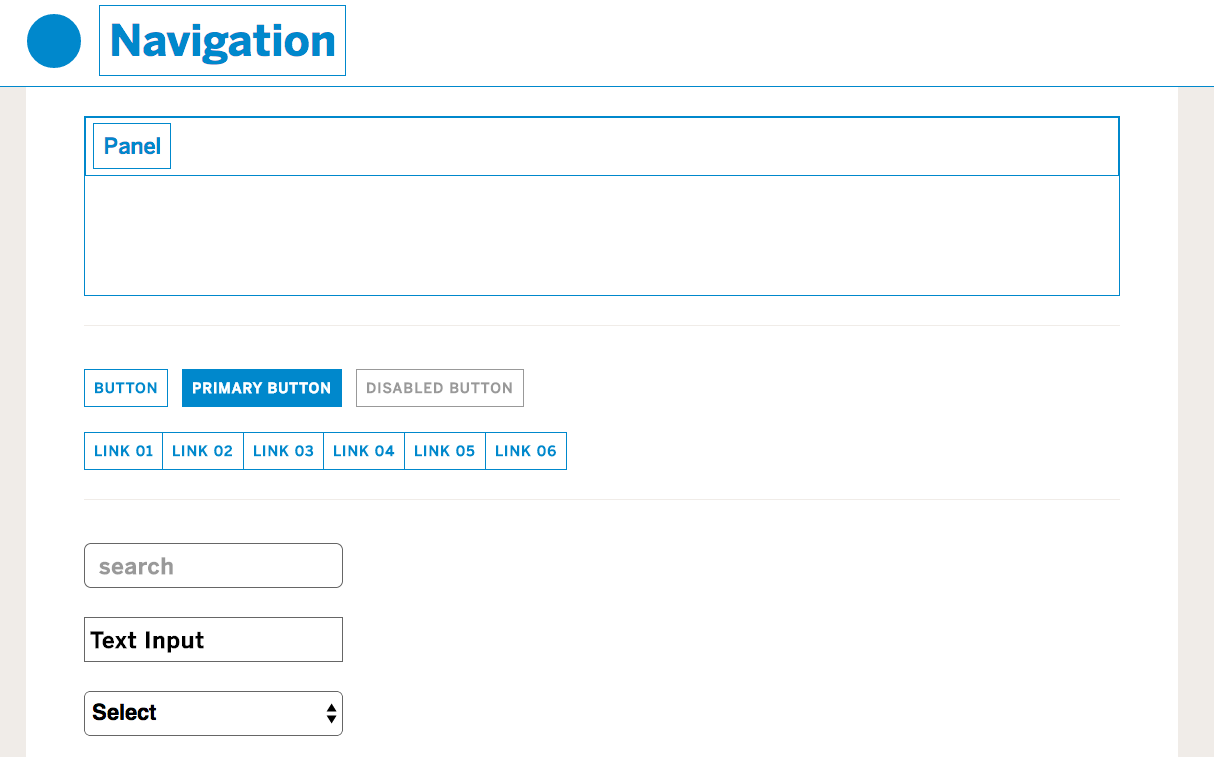 Navigation
Panel
BUTTON PRIMARY BUTTON DISABLED BUTTON
LINK 01 LINK 02 LINK 03 LINK 04 LINK 05 LINK 06
search
Text Input
Select